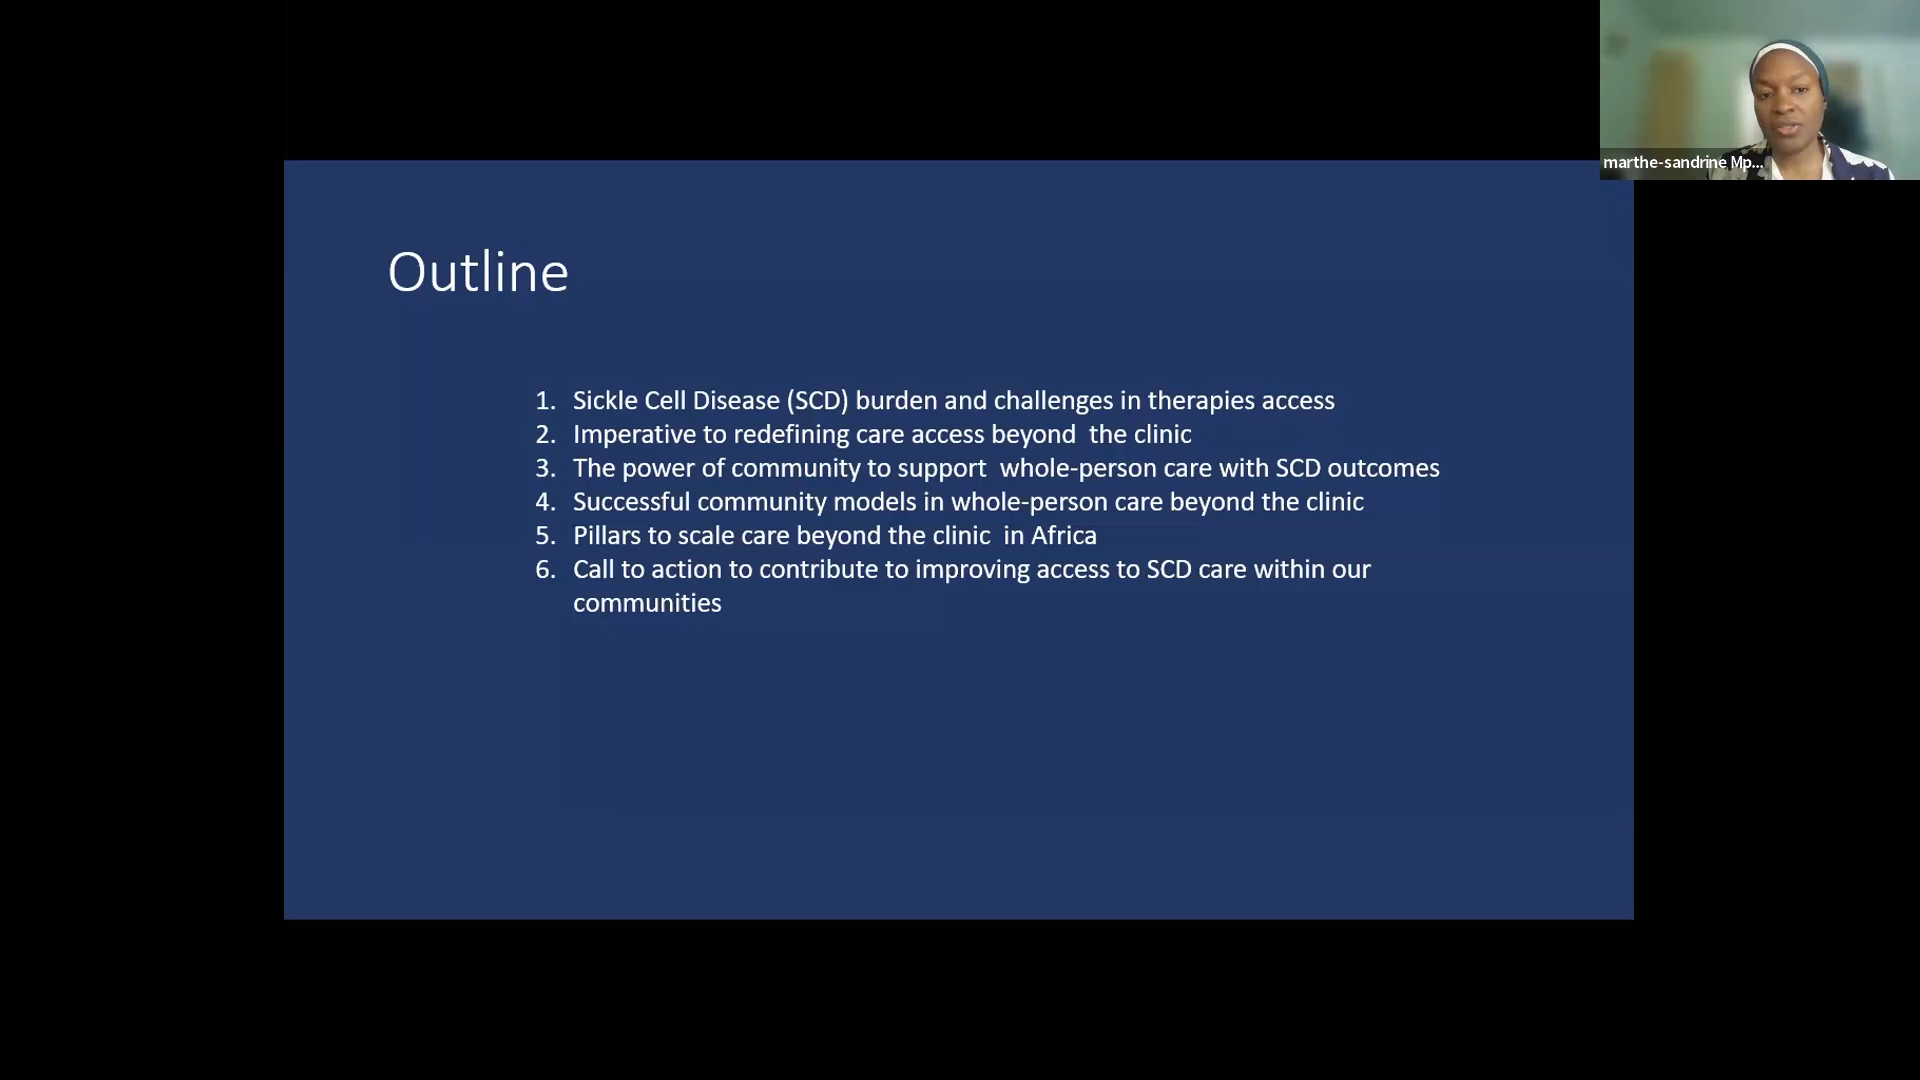 marthe-sandrine Mp...
Outline
1. Sickle Cell Disease (SCD) burden and challenges in therapies access
2. Imperative to redefining care access beyond the clinic
3. The power of community to support whole-person care with SCD outcomes
4. Successful community models in whole-person care beyond the clinic
5. Pillars to scale care beyond the clinic in Africa
6. Call to action to contribute to improving access to SCD care within our
communities